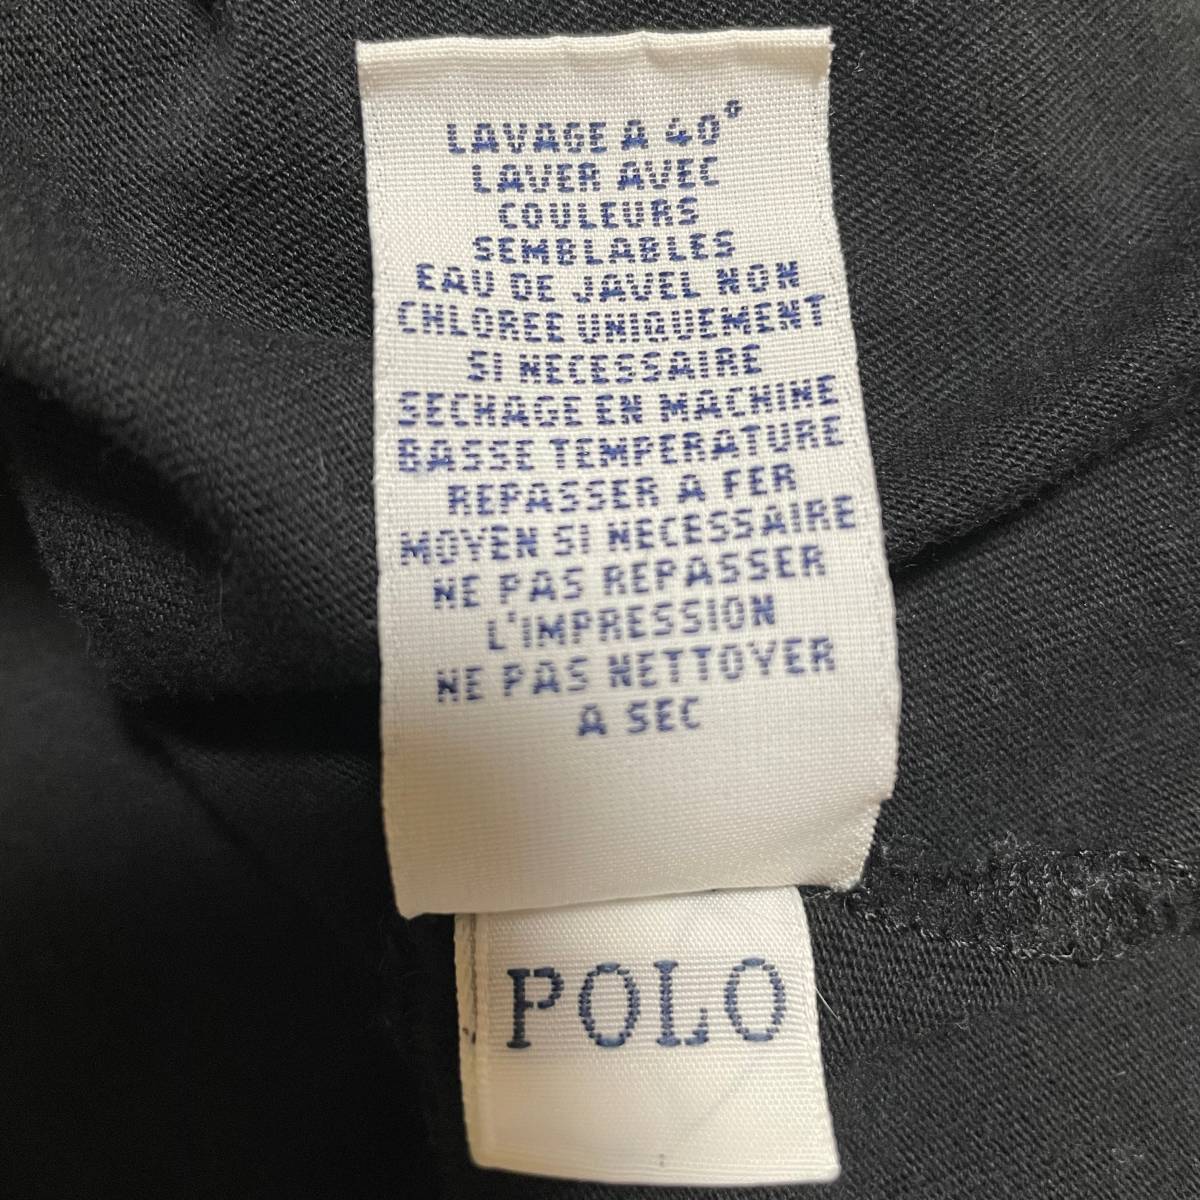 LAVAGE A 40°
LAVER AVEC
COULEURS
SEMBLABLES
EAU DE JAVEL NON
CHLOREE UNIQUEMENT
SI NECESSAIRE
SECHAGE EN MACHINE
BASSE TEMPERATURE
REPASSER A FER
MOYEN SI NECESSAIRE
NE PAS REPASSER
L'IMPRESSION
NE PAS NETTOYER
A SEC
POLO